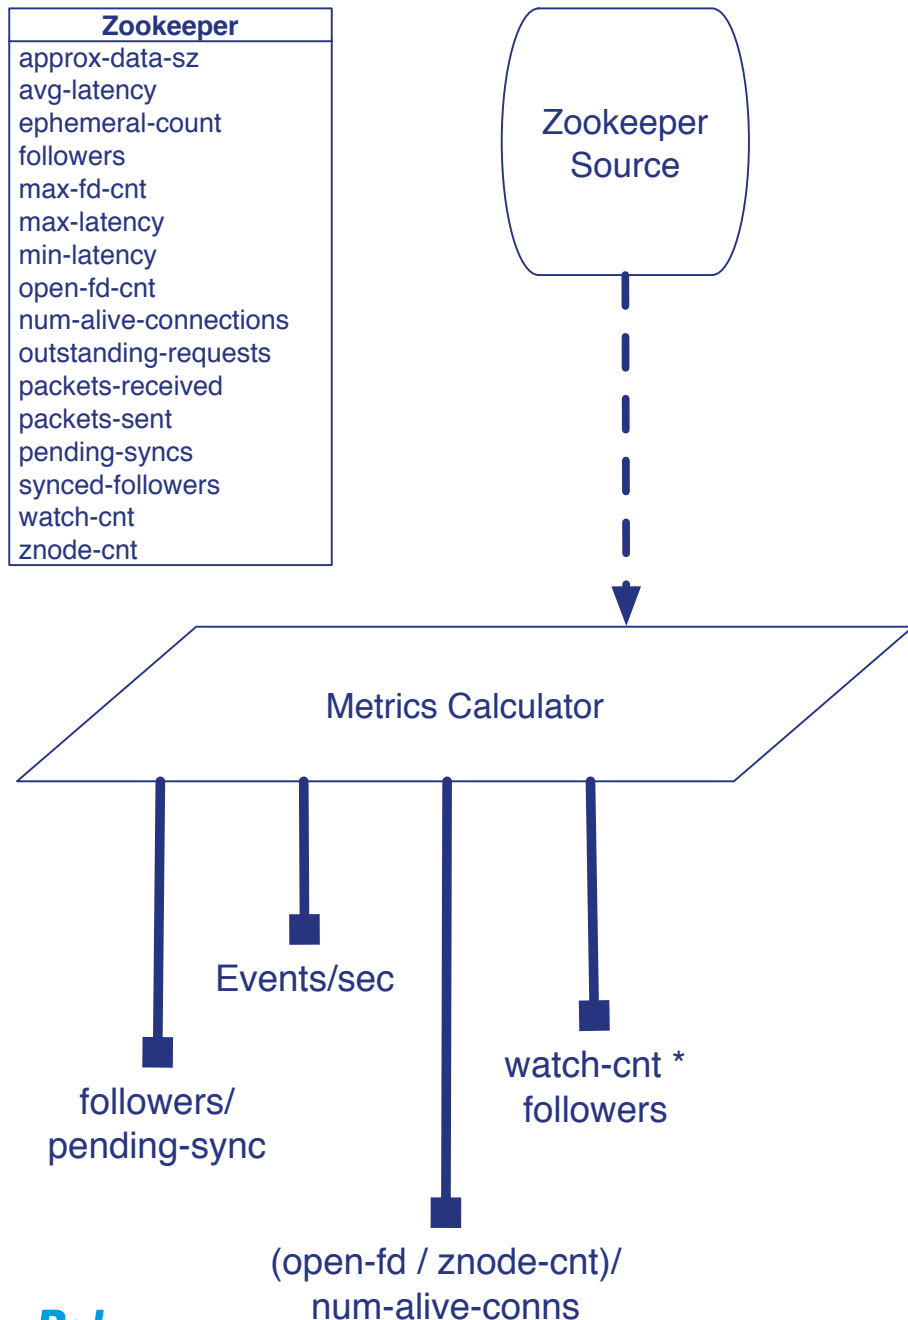 Zookeeper
approx-data-sz
avg-latency
ephemeral-count
followers
max-fd-cnt
max-latency
min-latency
open-fd-cnt
num-alive-connections
outstanding-requests
packets-received
packets-sent
pending-syncs
synced-followers
watch-cnt
znode-cnt
Zookeeper
Source
Metrics Calculator
Events/sec
watch-cnt *
followers
followers/
pending-sync
(open-fd / znode-cnt)/
num-alive-conns